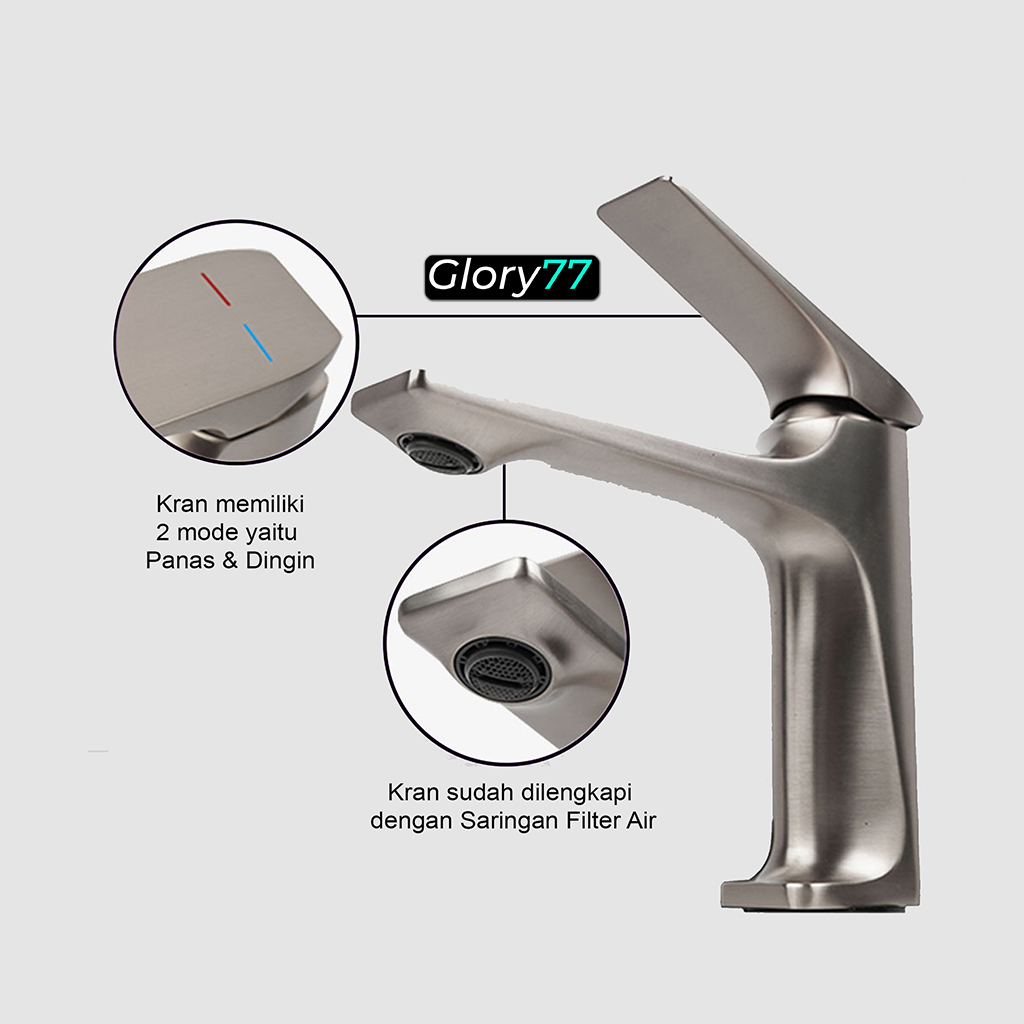 Glory77
Kran memiliki
2 mode yaitu
Panas & Dingin
Kran sudah dilengkapi
dengan Saringan Filter Air